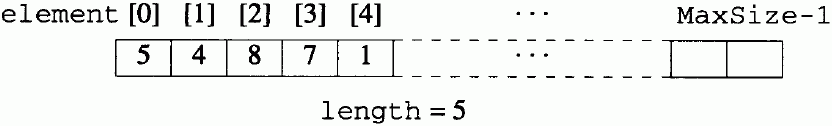 element [0] [1] [2] [3] [4] ··· MaxSize-1
5 4 8 7 1 ···
length = 5